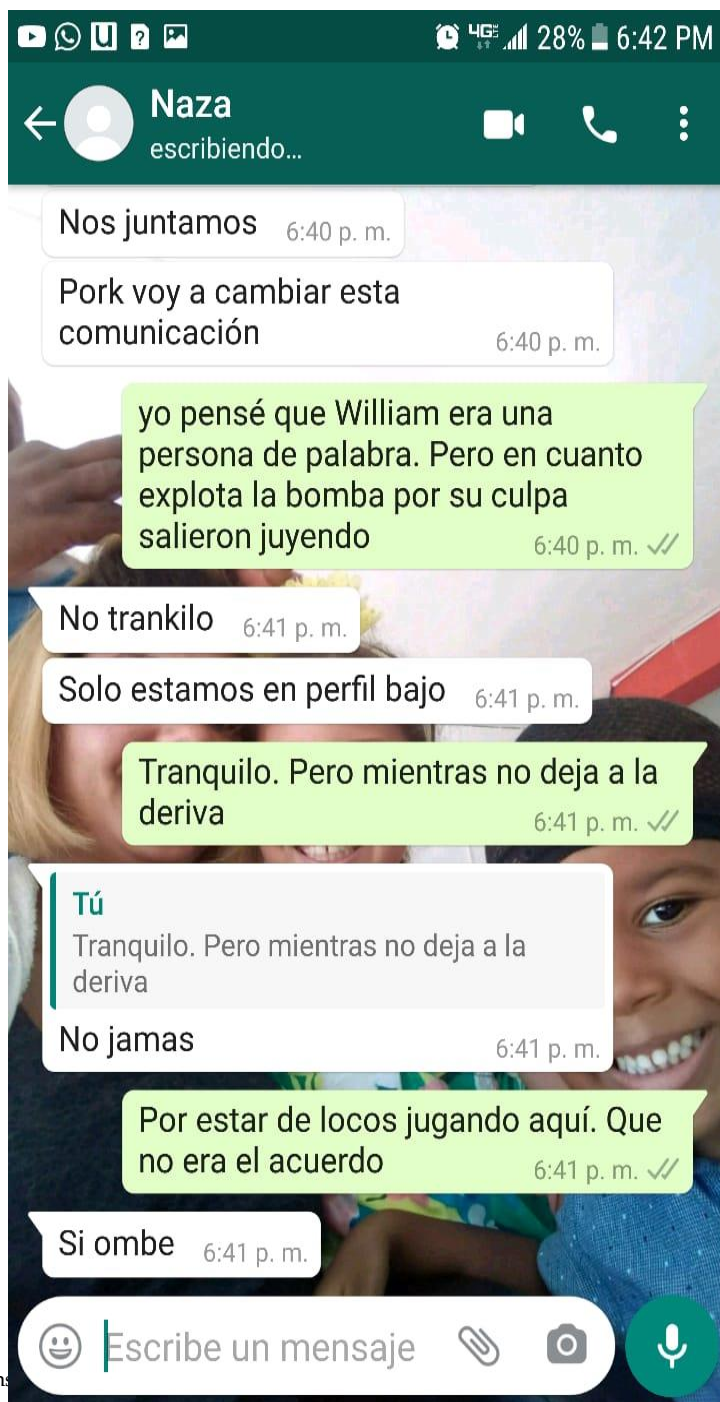 4G 28% 6:42 PM
Naza
escribiendo...
Nos juntamos 6:40 p. m.
Pork voy a cambiar esta
comunicación 6:40 p. m.
yo pensé que William era una
persona de palabra. Pero en cuanto
explota la bomba por su culpa
salieron juyendo 6:40 p. m.
No trankilo 6:41 p. m.
Solo estamos en perfil bajo 6:41 p. m.
Tranquilo. Pero mientras no deja a la
deriva 6:41 p. m.
Tú
Tranquilo. Pero mientras no deja a la
deriva
No jamas 6:41 p. m.
Por estar de locos jugando aquí. Que
no era el acuerdo 6:41 p. m.
Si ombe 6:41 p. m.
Escribe un mensaje